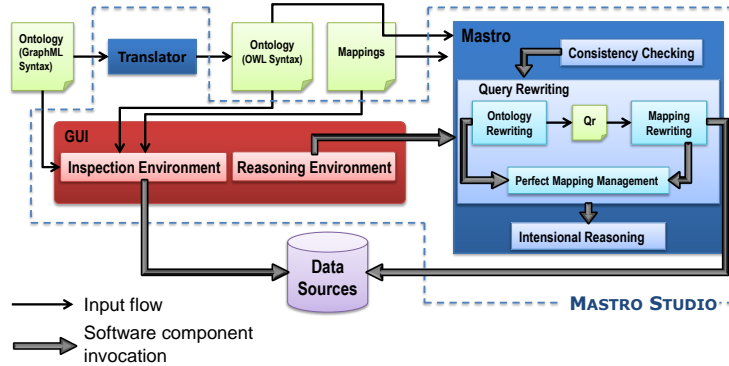 Ontology
(GraphML
Syntax)
Translator
Ontology
(OWL Syntax)
Mappings
Mastro
Consistency Checking
Query Rewriting
Ontology
Rewriting
Qr
Mapping
Rewriting
Perfect Mapping Management
Intensional Reasoning
GUI
Inspection Environment
Reasoning Environment
Data
Sources
MASTRO STUDIO
Input flow
Software component
invocation